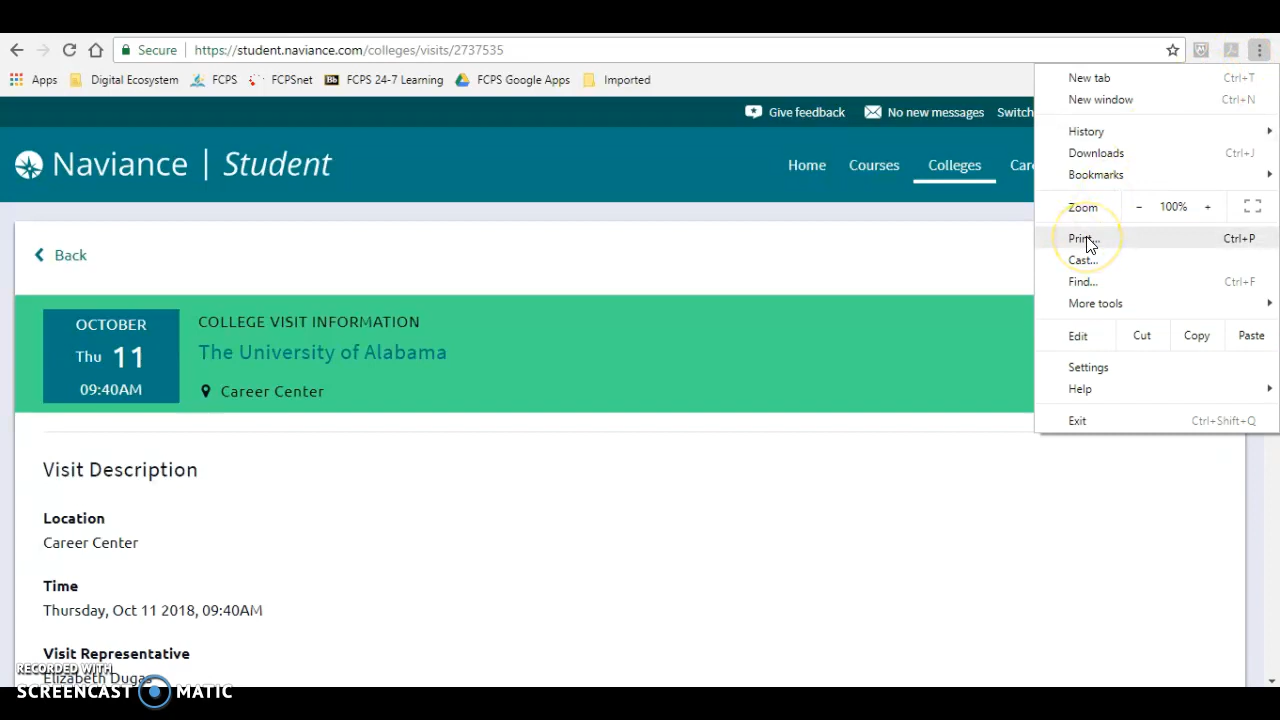 Secure https://student.naviance.com/colleges/visits/2737535
Apps Digital Ecosystem FCPS FCPSnet Bb FCPS 24-7 Learning FCPS Google Apps Imported
Give feedback No new messages Switch
Naviance | Student
Home Courses Colleges Car
Back
OCTOBER
Thu 11
09:40AM
COLLEGE VISIT INFORMATION
The University of Alabama
Career Center
Visit Description
Location
Career Center
Time
Thursday, Oct 11 2018, 09:40AM
Visit Representative
Elizabeth Dugas
New tab Ctrl+T
New window Ctrl+N
History
Downloads Ctrl+J
Bookmarks
Zoom - 100% +
Print... Ctrl+P
Cast...
Find... Ctrl+F
More tools
Edit Cut Copy Paste
Settings
Help
Exit Ctrl+Shift+Q
RECORDED WITH
SCREENCAST MATIC